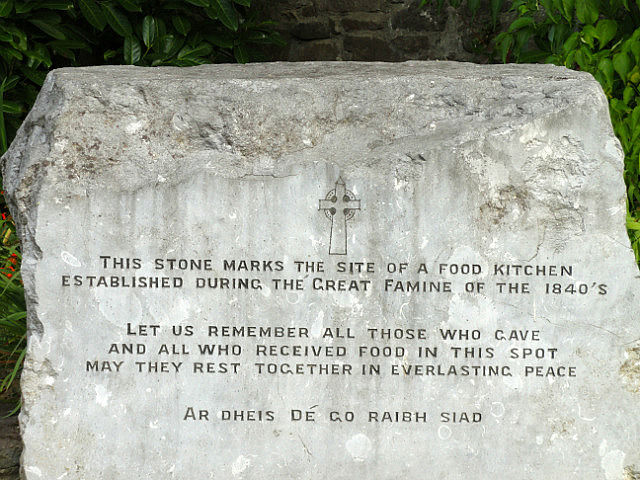 This stone marks the site of a food kitchen
established during the Great Famine of the 1840's
Let us remember all those who gave
and all who received food in this spot
may they rest together in everlasting peace
Ar dheis Dé go raibh siad